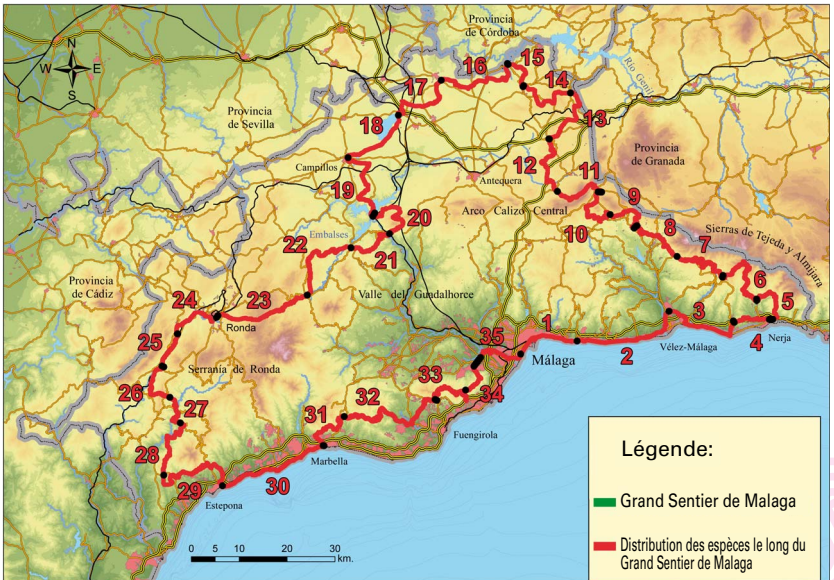 Provincia
de Córdoba
N
W E
S
Provincia
de Sevilla
Río Genil
15
16
14
17
13
18
Campillos
12
Antequera
Provincia
de Granada
11
19
Arco Calizo Central
10
9
20
Embalses
21
22
8
Sierras de Tejeda y Almijara
7
Provincia
de Cádiz
24
23
Ronda
Valle del Guadalhorce
6
5
25
35
1
Málaga
2
3
Vélez-Málaga
4
Nerja
Serranía de Ronda
26
27
33
34
32
31
Fuengirola
28
29
Marbella
30
Estepona
0 5 10 20 30
km.
Légende:
Grand Sentier de Malaga
Distribution des espèces le long du
Grand Sentier de Malaga